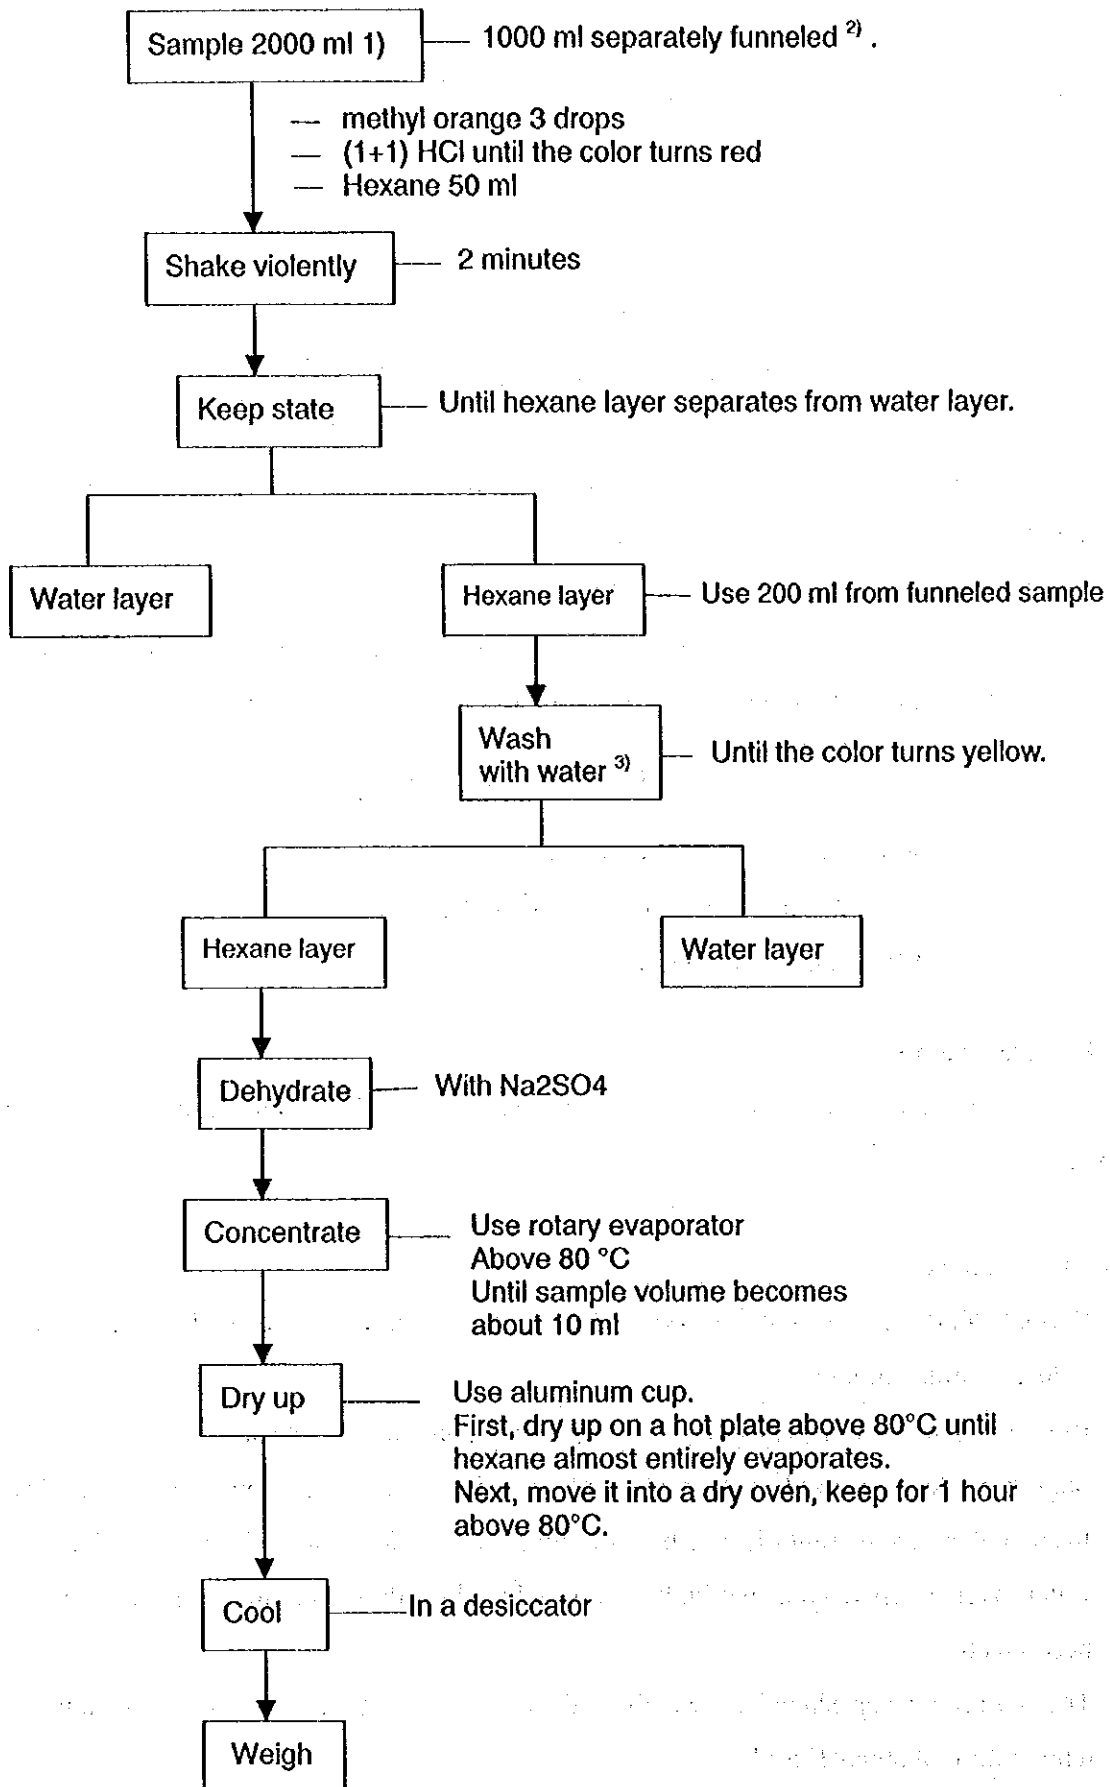 Sample 2000 ml 1)
1000 ml separately funneled 2) .
— methyl orange 3 drops
— (1+1) HCl until the color turns red
— Hexane 50 ml
Shake violently
2 minutes
Keep state
Until hexane layer separates from water layer.
Water layer
Hexane layer
Use 200 ml from funneled sample
Wash
with water 3)
Until the color turns yellow.
Hexane layer
Water layer
Dehydrate
With Na2SO4
Concentrate
Use rotary evaporator
Above 80 °C
Until sample volume becomes
about 10 ml
Dry up
Use aluminum cup.
First, dry up on a hot plate above 80°C until
hexane almost entirely evaporates.
Next, move it into a dry oven, keep for 1 hour
above 80°C.
Cool
In a desiccator
Weigh